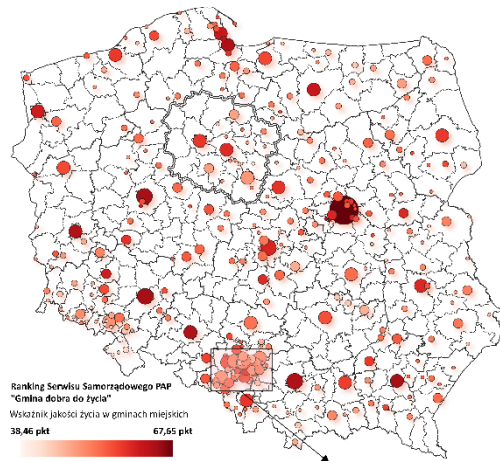 Ranking Serwisu Samorządowego PAP
"Gmina dobra do życia"
Wskaźnik jakości życia w gminach miejskich
38,46 pkt 67,65 pkt